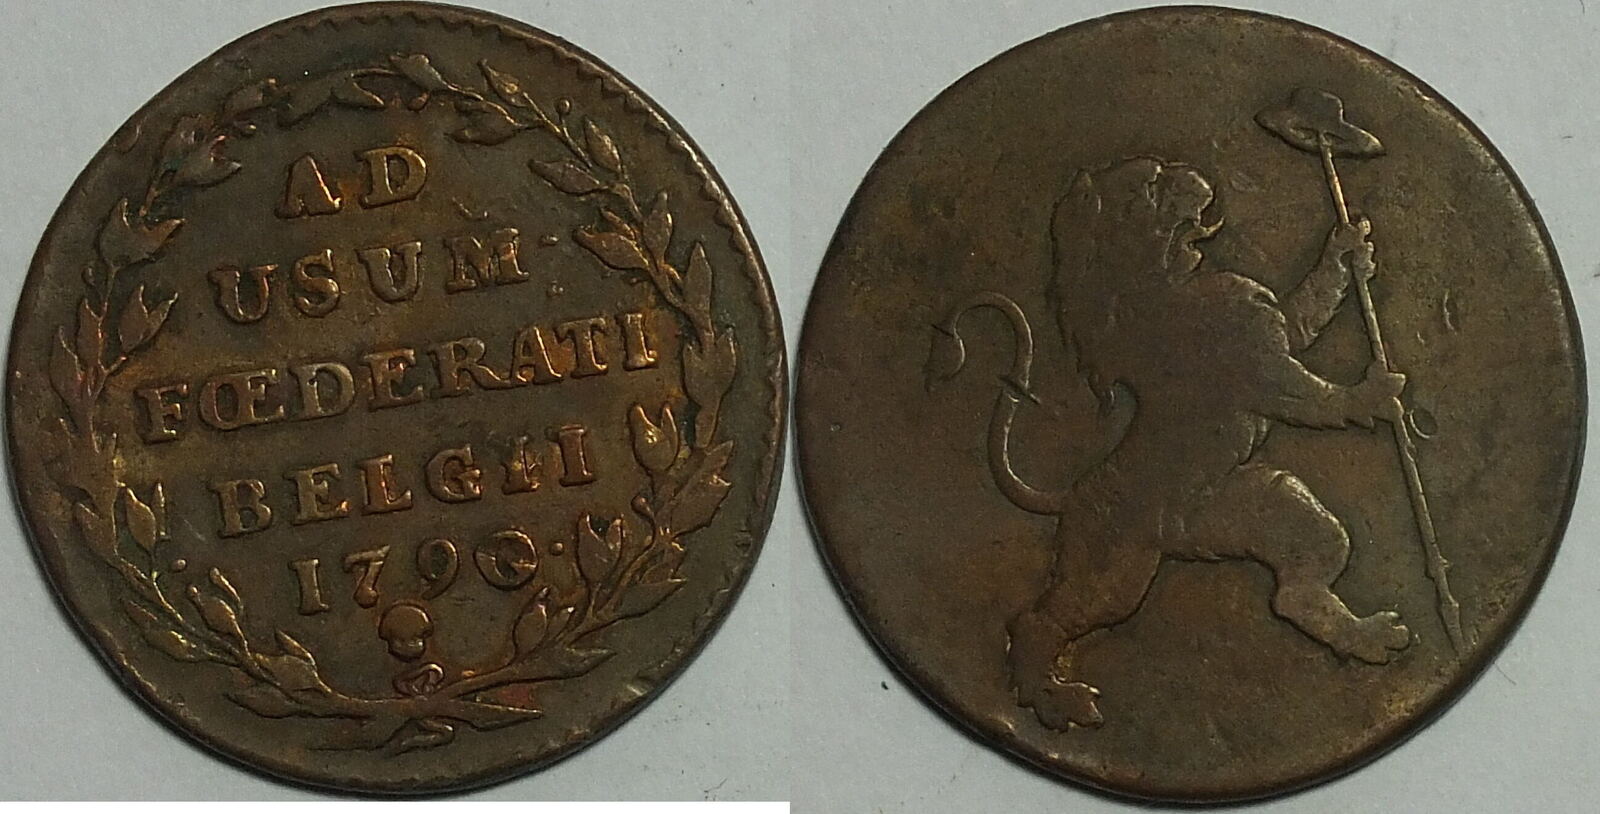 AD
USUM
FŒDERATI
BELGII
1790·